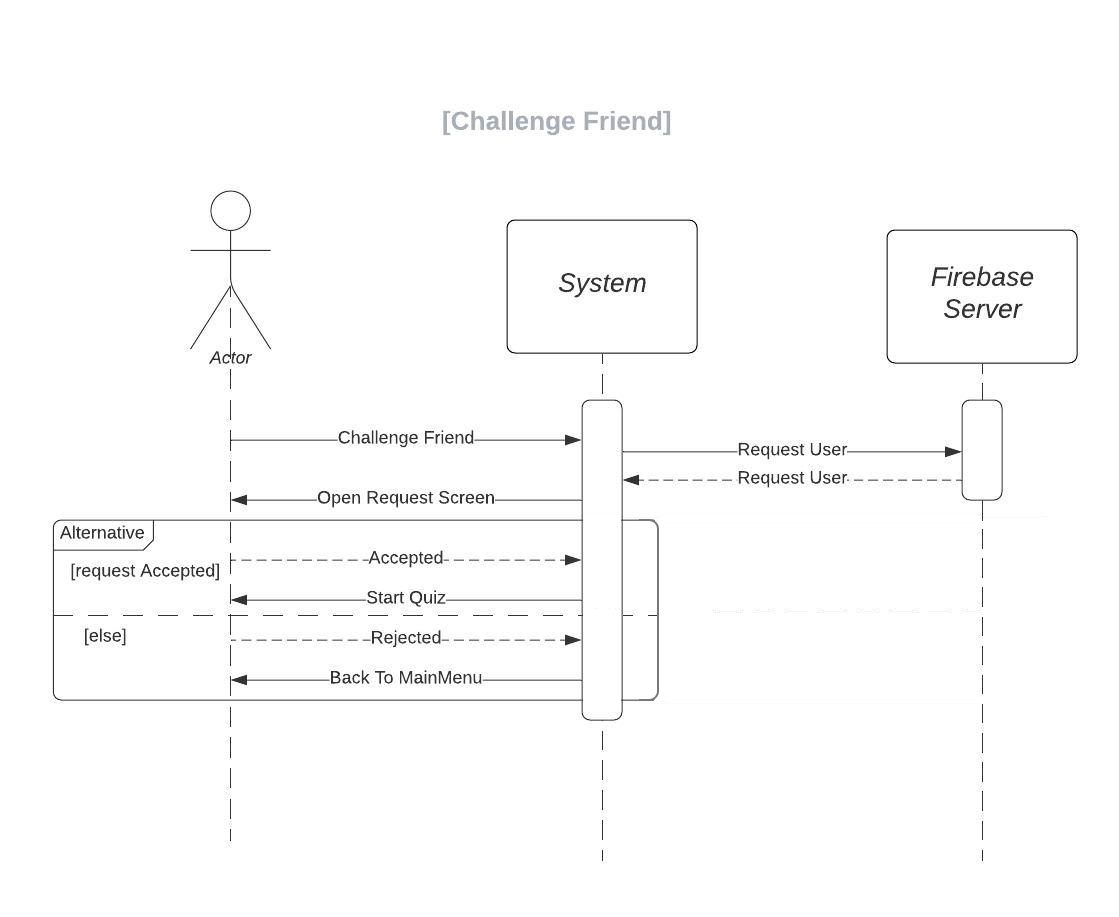 [Challenge Friend]
System
Firebase
Server
Actor
Challenge Friend
Request User
Request User
Open Request Screen
Alternative
Accepted
[request Accepted]
Start Quiz
[else]
Rejected
Back To MainMenu